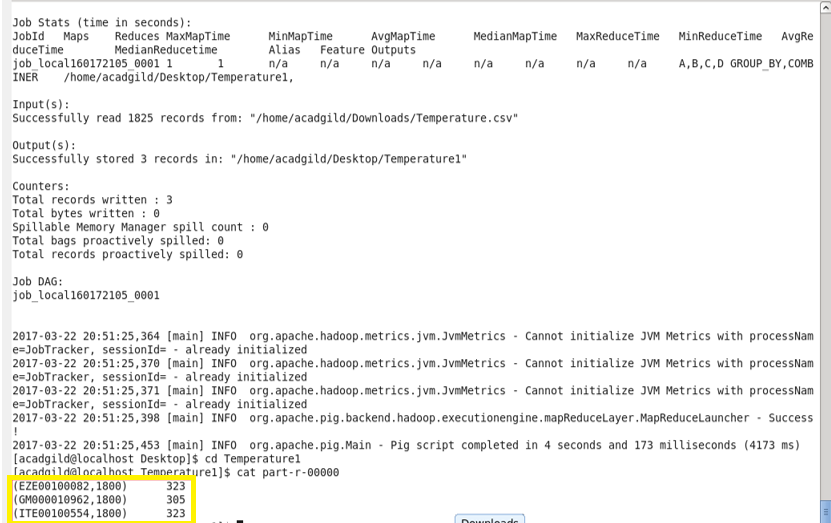 Job Stats (time in seconds):
JobId Maps Reduces MaxMapTime MinMapTime AvgMapTime MedianMapTime MaxReduceTime MinReduceTime AvgRe
duceTime MedianReducetime Alias Feature Outputs
job_local160172105_0001 1 1 n/a n/a n/a n/a n/a n/a n/a n/a A,B,C,D GROUP_BY,COMB
INER /home/acadgild/Desktop/Temperature1,
Input(s):
Successfully read 1825 records from: "/home/acadgild/Downloads/Temperature.csv"
Output(s):
Successfully stored 3 records in: "/home/acadgild/Desktop/Temperature1"
Counters:
Total records written : 3
Total bytes written : 0
Spillable Memory Manager spill count : 0
Total bags proactively spilled: 0
Total records proactively spilled: 0
Job DAG:
job_local160172105_0001
2017-03-22 20:51:25,364 [main] INFO org.apache.hadoop.metrics.jvm.JvmMetrics - Cannot initialize JVM Metrics with processNam
e=JobTracker, sessionId= - already initialized
2017-03-22 20:51:25,370 [main] INFO org.apache.hadoop.metrics.jvm.JvmMetrics - Cannot initialize JVM Metrics with processNam
e=JobTracker, sessionId= - already initialized
2017-03-22 20:51:25,371 [main] INFO org.apache.hadoop.metrics.jvm.JvmMetrics - Cannot initialize JVM Metrics with processNam
e=JobTracker, sessionId= - already initialized
2017-03-22 20:51:25,398 [main] INFO org.apache.pig.backend.hadoop.executionengine.mapReduceLayer.MapReduceLauncher - Success
!
2017-03-22 20:51:25,453 [main] INFO org.apache.pig.Main - Pig script completed in 4 seconds and 173 milliseconds (4173 ms)
[acadgild@localhost Desktop]$ cd Temperature1
[acadgild@localhost Temperature1]$ cat part-r-00000
(EZE00100082,1800) 323
(GM000010962,1800) 305
(ITE00100554,1800) 323
Downloads